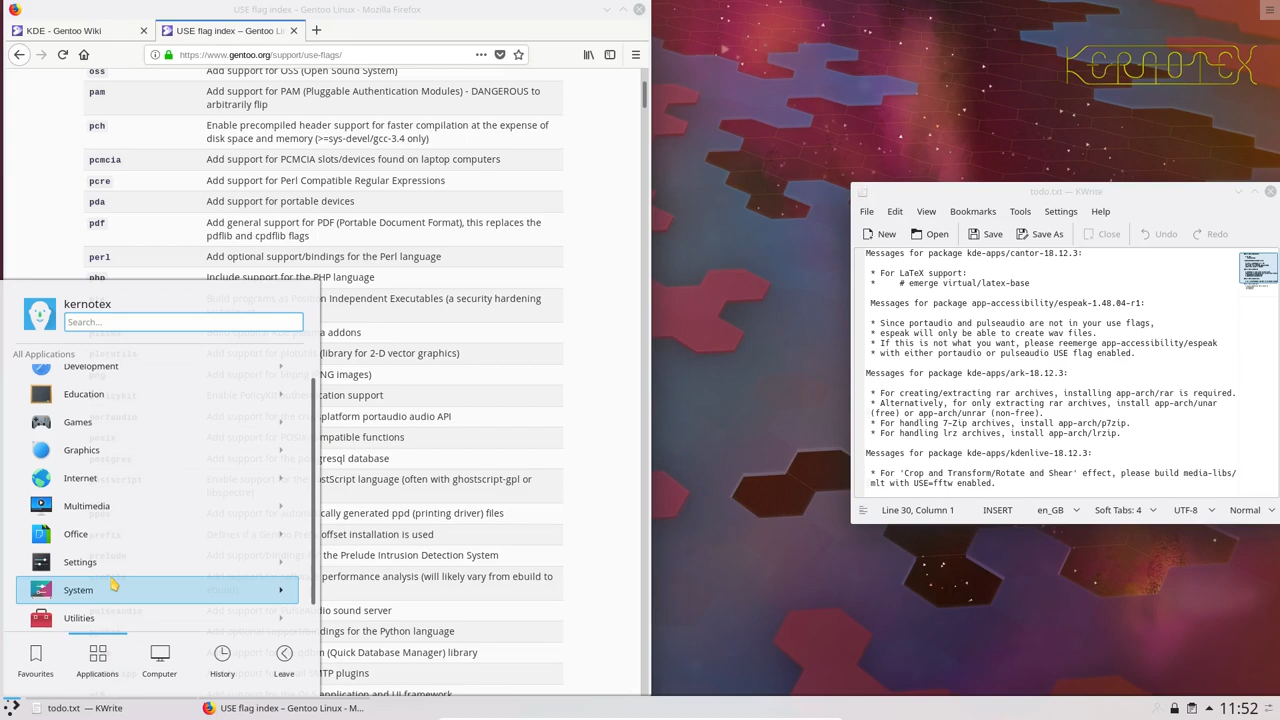 USE flag index – Gentoo Linux - Mozilla Firefox
KDE - Gentoo Wiki
USE flag index – Gentoo Li
https://www.gentoo.org/support/use-flags/
oss Add support for OSS (Open Sound System)
pam Add support for PAM (Pluggable Authentication Modules) - DANGEROUS to
arbitrarily flip
pch Enable precompiled header support for faster compilation at the expense of
disk space and memory (>=sys-devel/gcc-3.4 only)
pcmcia Add support for PCMCIA slots/devices found on laptop computers
pcre Add support for Perl Compatible Regular Expressions
pda Add support for portable devices
pdf Add general support for PDF (Portable Document Format), this replaces the
pdflib and cpdflib flags
perl Add optional support/bindings for the Perl language
php Include support for the PHP language
Independent Executables (a security hardening
addons
(library for 2-D vector graphics)
NG images)
support
platform portaudio audio API
compatible functions
postgresql database
PostScript language (often with ghostscript-gpl or
generated ppd (printing driver) files
offset installation is used
the Prelude Intrusion Detection System
performance analysis (will likely vary from ebuild to
sound server
bindings for the Python language
(Quick Database Manager) library
SMTP plugins
application and UI framework
kernotex
Search...
All Applications
Development
Education
Games
Graphics
Internet
Multimedia
Office
Settings
System
Utilities
Favourites
Applications
Computer
History
Leave
KERNOTEX
todo.txt — KWrite
File Edit View Bookmarks Tools Settings Help
New Open Save Save As Close Undo Redo
Messages for package kde-apps/cantor-18.12.3:
* For LaTeX support:
* # emerge virtual/latex-base
Messages for package app-accessibility/espeak-1.48.04-r1:
* Since portaudio and pulseaudio are not in your use flags,
* espeak will only be able to create wav files.
* If this is not what you want, please reemerge app-accessibility/espeak
* with either portaudio or pulseaudio USE flag enabled.
Messages for package kde-apps/ark-18.12.3:
* For creating/extracting rar archives, installing app-arch/rar is required.
* Alternatively, for only extracting rar archives, install app-arch/unar
(free) or app-arch/unrar (non-free).
* For handling 7-Zip archives, install app-arch/p7zip.
* For handling lrz archives, install app-arch/lrzip.
Messages for package kde-apps/kdenlive-18.12.3:
* For 'Crop and Transform/Rotate and Shear' effect, please build media-libs/
mlt with USE=fftw enabled.
Line 30, Column 1 INSERT en_GB Soft Tabs: 4 UTF-8 Normal
todo.txt — KWrite
USE flag index – Gentoo Linux - M...
11:52